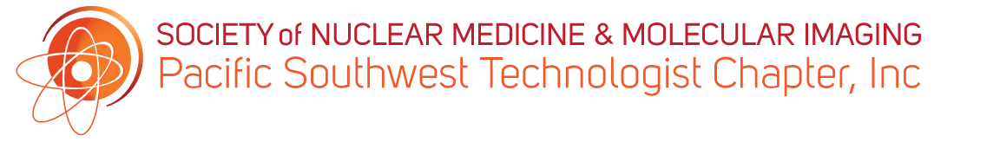 SOCIETY of NUCLEAR MEDICINE & MOLECULAR IMAGING
Pacific Southwest Technologist Chapter, Inc